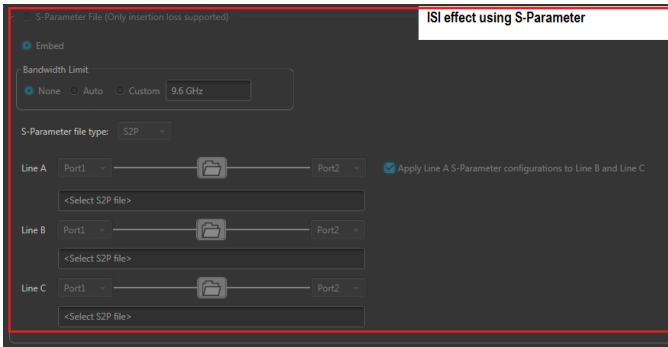 ISI effect using S-Parameter
S-Parameter File (Only insertion loss supported)
Embed
Bandwidth Limit
None Auto Custom 9.6 GHz
S-Parameter file type: S2P
Line A Port1 Port2 Apply Line A S-Parameter configurations to Line B and Line C
<Select S2P file>
Line B Port1 Port2
<Select S2P file>
Line C Port1 Port2
<Select S2P file>